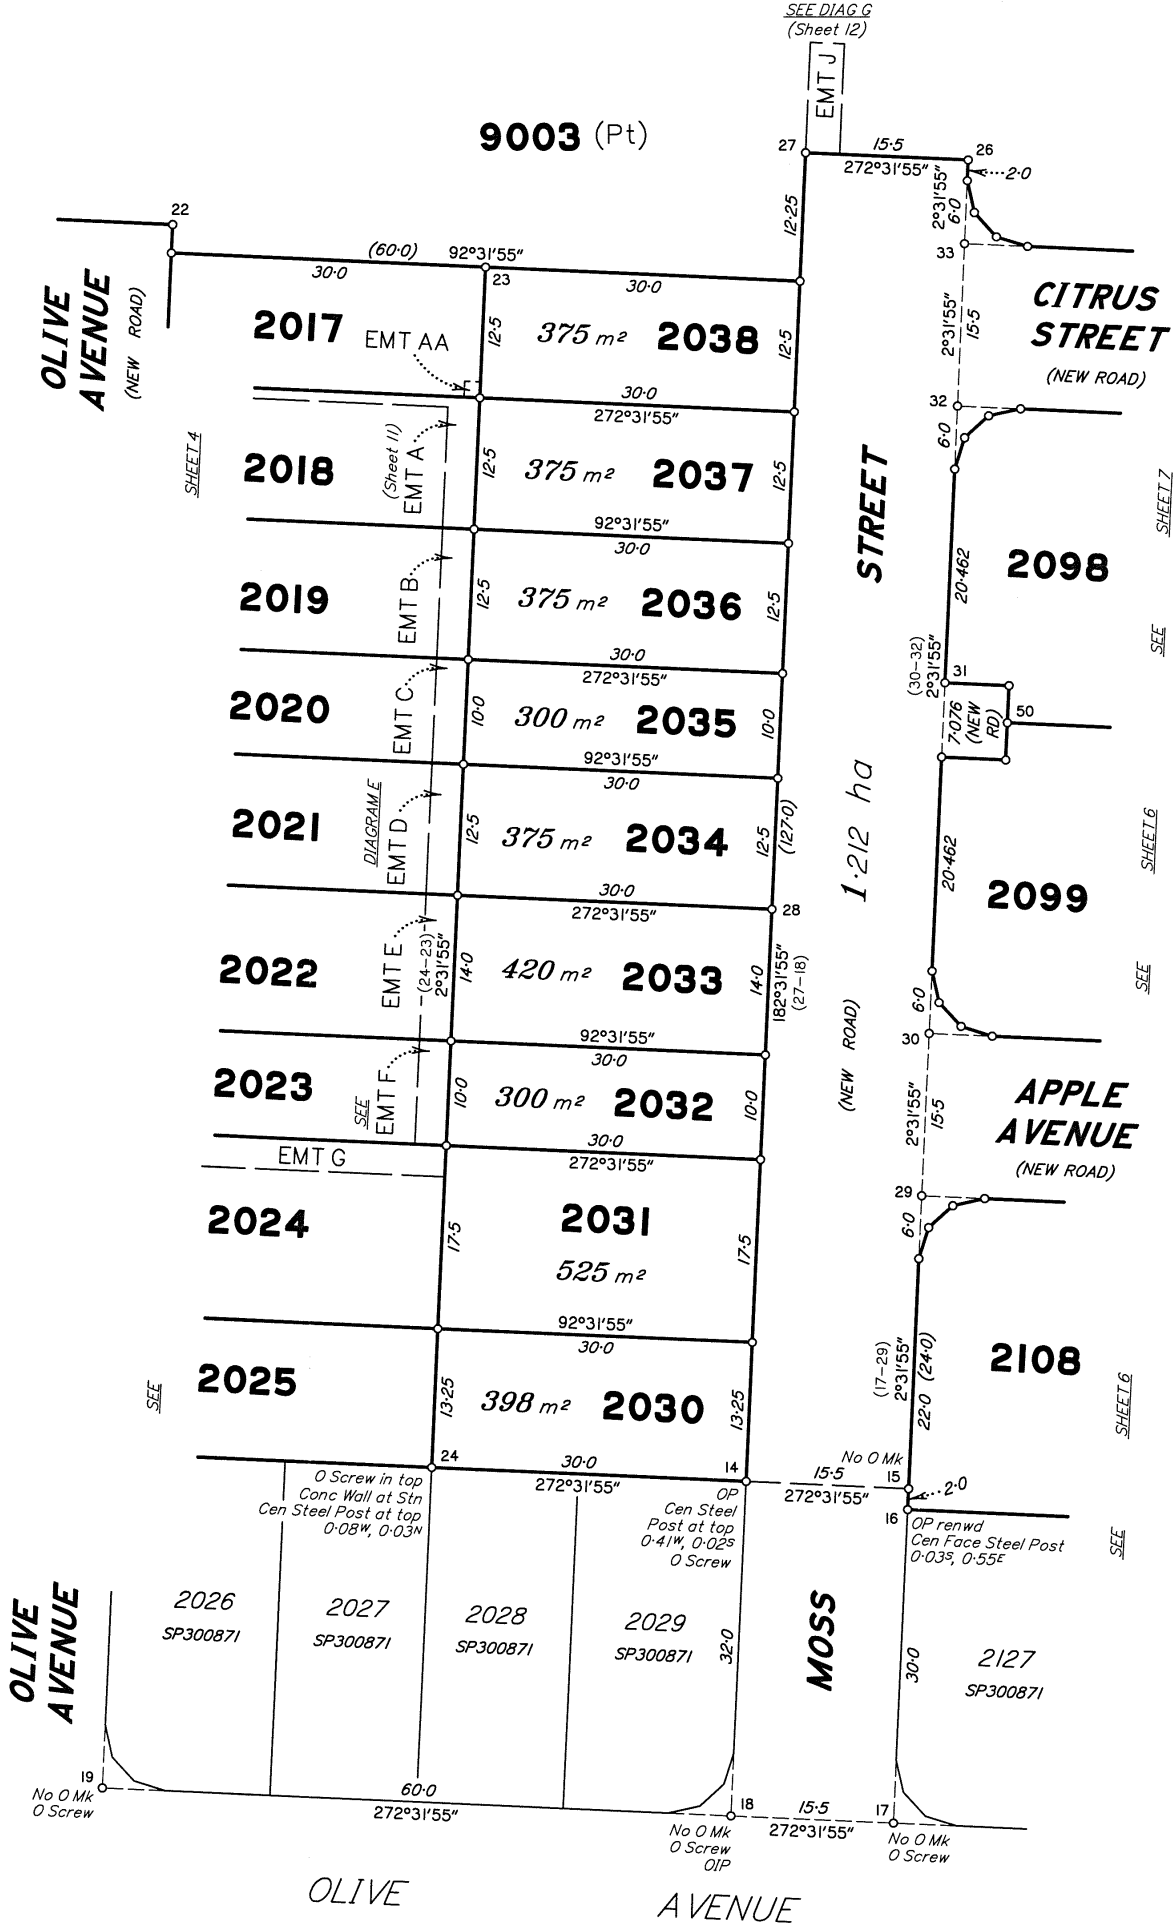 SEE DIAG G
(Sheet 12)
EMT J
9003 (Pt)
27
15·5
26
272°31'55"
2·0
22
12·25
2°31'55"
6·0
33
(60·0)
92°31'55"
30·0
23
30·0
OLIVE
AVENUE
(NEW ROAD)
CITRUS
STREET
(NEW ROAD)
2017
EMT AA
12·5
375 m²
2038
12·5
2°31'55"
15·5
30·0
272°31'55"
32
6·0
SHEET 4
2018
(Sheet 11)
EMT A
12·5
375 m²
2037
12·5
STREET
SHEET 7
92°31'55"
30·0
2019
EMT B
12·5
375 m²
2036
12·5
20·462
2098
SEE
30·0
272°31'55"
(30–32)
2°31'55"
31
2020
EMT C
10·0
300 m²
2035
10·0
7·076
(NEW
RD)
50
92°31'55"
30·0
2021
DIAGRAM E
EMT D
12·5
375 m²
2034
12·5
(127·0)
1·212 ha
20·462
2099
SHEET 6
30·0
272°31'55"
28
2022
EMT E
(24–23)
2°31'55"
14·0
420 m²
2033
14·0
182°31'55"
(27–18)
SEE
6·0
92°31'55"
30·0
30
2023
SEE
EMT F
10·0
300 m²
2032
10·0
(NEW ROAD)
2°31'55"
15·5
APPLE
AVENUE
(NEW ROAD)
30·0
272°31'55"
EMT G
29
6·0
2024
17·5
2031
525 m²
17·5
92°31'55"
30·0
SEE
2025
13·25
398 m²
2030
13·25
(17–29)
2°31'55"
22·0 (24·0)
2108
SHEET 6
24
30·0
272°31'55"
14
No O Mk
15·5
15
272°31'55"
2·0
16
O Screw in top
Conc Wall at Stn
Cen Steel Post at top
0·08W, 0·03N
OP
Cen Steel
Post at top
0·41W, 0·02S
O Screw
OP renwd
Cen Face Steel Post
0·03S, 0·55E
SEE
OLIVE
AVENUE
2026
SP300871
2027
SP300871
2028
SP300871
2029
SP300871
32·0
MOSS
30·0
2127
SP300871
19
No O Mk
O Screw
60·0
272°31'55"
18
15·5
272°31'55"
17
No O Mk
O Screw
OIP
No O Mk
O Screw
OLIVE AVENUE